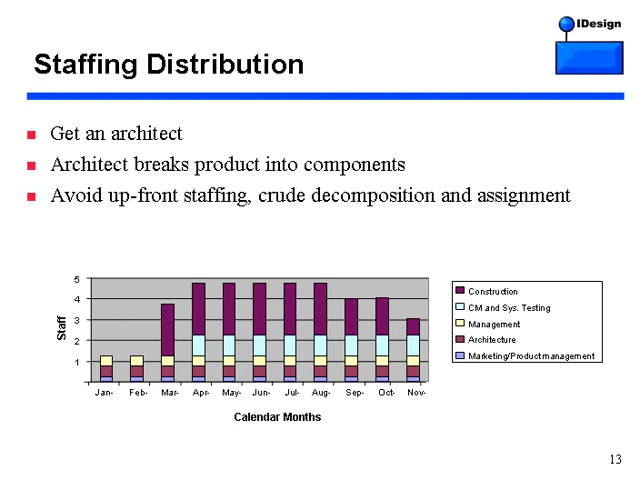 IDesign
Staffing Distribution
Get an architect
Architect breaks product into components
Avoid up-front staffing, crude decomposition and assignment
5
4
3
2
1
Staff
Jan- Feb- Mar- Apr- May- Jun- Jul- Aug- Sep- Oct- Nov-
Calendar Months
Construction
CM and Sys. Testing
Management
Architecture
Marketing/Product management
13